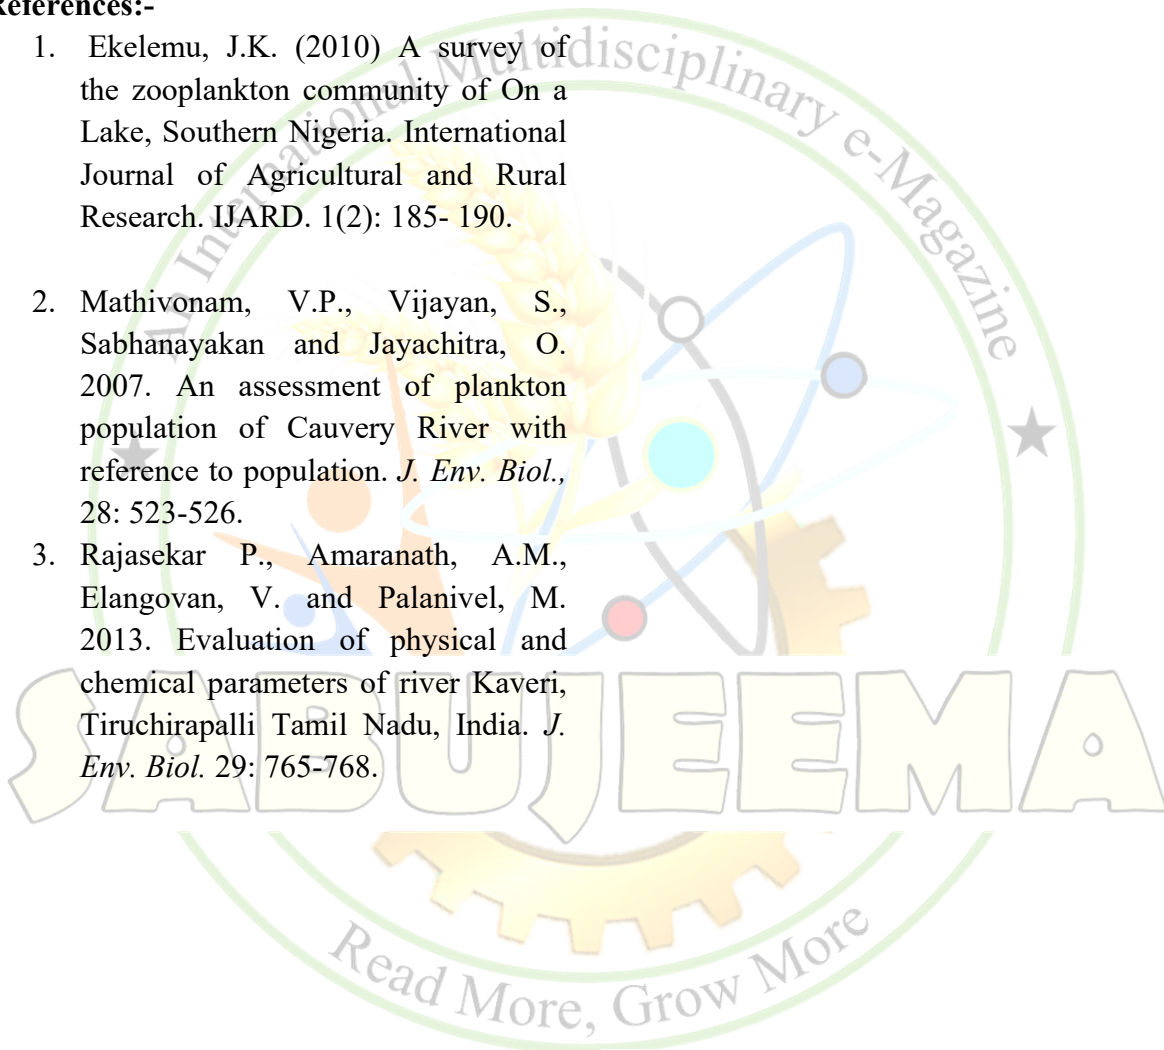 References:-
1. Ekelemu, J.K. (2010) A survey of
the zooplankton community of On a
Lake, Southern Nigeria. International
Journal of Agricultural and Rural
Research. IJARD. 1(2): 185- 190.
2. Mathivonam, V.P., Vijayan, S.,
Sabhanayakan and Jayachitra, O.
2007. An assessment of plankton
population of Cauvery River with
reference to population. J. Env. Biol.,
28: 523-526.
3. Rajasekar P., Amaranath, A.M.,
Elangovan, V. and Palanivel, M.
2013. Evaluation of physical and
chemical parameters of river Kaveri,
Tiruchirapalli Tamil Nadu, India. J.
Env. Biol. 29: 765-768.
An International Multidisciplinary e-Magazine
SABUJEEMA
Read More, Grow More